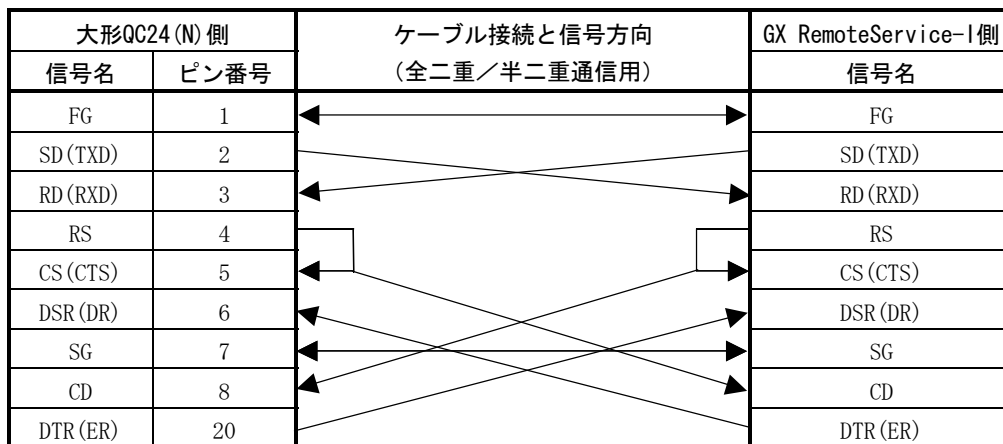 大形QC24(N)側 ケーブル接続と信号方向 GX RemoteService-I側
信号名 ピン番号 (全二重/半二重通信用) 信号名
FG 1 FG
SD(TXD) 2 SD(TXD)
RD(RXD) 3 RD(RXD)
RS 4 RS
CS(CTS) 5 CS(CTS)
DSR(DR) 6 DSR(DR)
SG 7 SG
CD 8 CD
DTR(ER) 20 DTR(ER)